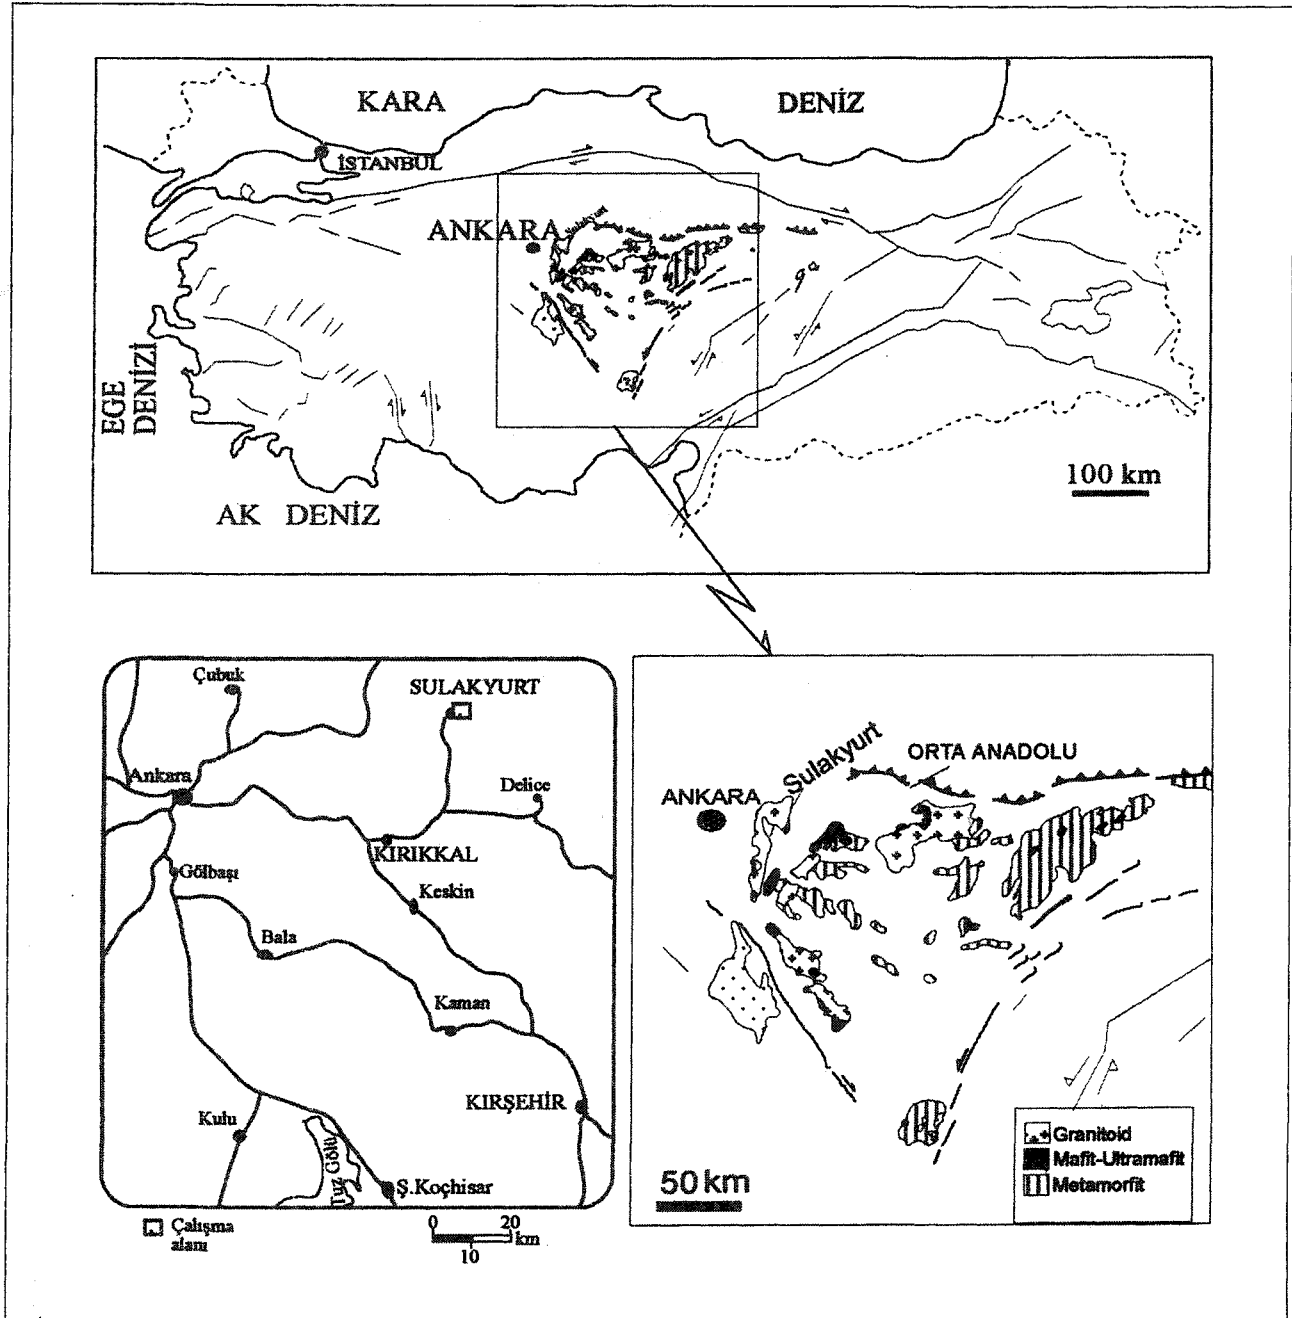 KARA DENİZ
İSTANBUL
ANKARA
Sulakyurt
EGE
DENİZİ
AK DENİZ
100 km
Çubuk
SULAKYURT
Ankara
Delice
KIRIKKAL
Gölbaşı
Keskin
Bala
Kaman
KIRŞEHİR
Kulu
Tuz Gölü
Ş.Koçhisar
Çalışma
alanı
0 20
km
10
Sulakyurt
ORTA ANADOLU
ANKARA
50 km
Granitoid
Mafit-Ultramafit
Metamorfit